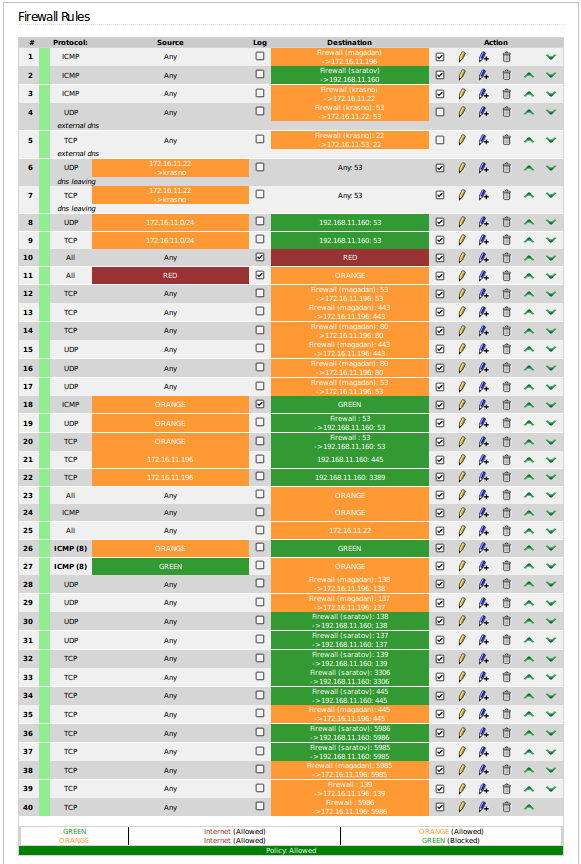 Firewall Rules
# Protocol: Source Log Destination Action
1 ICMP Any Firewall (magadan)
->172.16.11.196
2 ICMP Any Firewall (saratov)
->192.168.11.160
3 ICMP Any Firewall (krasno)
->172.16.11.22
4 UDP Any Firewall (krasno): 53
->172.16.11.22: 53
external dns
5 TCP Any Firewall (krasno): 22
->172.16.11.53: 22
external dns
6 UDP 172.16.11.22
->krasno Any: 53
dns leaving
7 TCP 172.16.11.22
->krasno Any: 53
dns leaving
8 UDP 172.16.11.0/24 192.168.11.160: 53
9 TCP 172.16.11.0/24 192.168.11.160: 53
10 All Any RED
11 All RED ORANGE
12 TCP Any Firewall (magadan): 53
->172.16.11.196: 53
13 TCP Any Firewall (magadan): 443
->172.16.11.196: 443
14 TCP Any Firewall (magadan): 80
->172.16.11.196: 80
15 UDP Any Firewall (magadan): 443
->172.16.11.196: 443
16 UDP Any Firewall (magadan): 80
->172.16.11.196: 80
17 UDP Any Firewall (magadan): 53
->172.16.11.196: 53
18 ICMP ORANGE GREEN
19 UDP ORANGE Firewall : 53
->192.168.11.160: 53
20 TCP ORANGE Firewall : 53
->192.168.11.160: 53
21 TCP 172.16.11.196 192.168.11.160: 445
22 TCP 172.16.11.196 192.168.11.160: 3389
23 All Any ORANGE
24 ICMP Any ORANGE
25 All Any 172.16.11.22
26 ICMP (8) ORANGE GREEN
27 ICMP (8) GREEN ORANGE
28 UDP Any Firewall (magadan): 138
->172.16.11.196: 138
29 UDP Any Firewall (magadan): 137
->172.16.11.196: 137
30 UDP Any Firewall (saratov): 138
->192.168.11.160: 138
31 UDP Any Firewall (saratov): 137
->192.168.11.160: 137
32 TCP Any Firewall (saratov): 139
->192.168.11.160: 139
33 TCP Any Firewall (saratov): 3306
->192.168.11.160: 3306
34 TCP Any Firewall (saratov): 445
->192.168.11.160: 445
35 TCP Any Firewall (magadan): 445
->172.16.11.196: 445
36 TCP Any Firewall (saratov): 5986
->192.168.11.160: 5986
37 TCP Any Firewall (saratov): 5985
->192.168.11.160: 5985
38 TCP Any Firewall (magadan): 5985
->172.16.11.196: 5985
39 TCP Any Firewall : 139
->172.16.11.196: 139
40 TCP Any Firewall : 5986
->172.16.11.196: 5986
GREEN Internet (Allowed) ORANGE (Allowed)
ORANGE Internet (Allowed) GREEN (Blocked)
Policy: Allowed